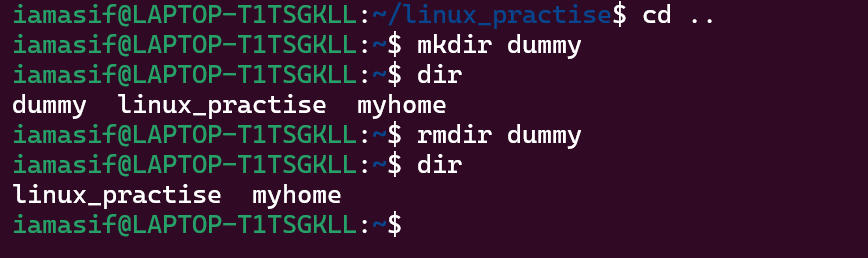 iamasif@LAPTOP-T1TSGKLL:~/linux_practise$ cd ..
iamasif@LAPTOP-T1TSGKLL:~$ mkdir dummy
iamasif@LAPTOP-T1TSGKLL:~$ dir
dummy  linux_practise  myhome
iamasif@LAPTOP-T1TSGKLL:~$ rmdir dummy
iamasif@LAPTOP-T1TSGKLL:~$ dir
linux_practise  myhome
iamasif@LAPTOP-T1TSGKLL:~$